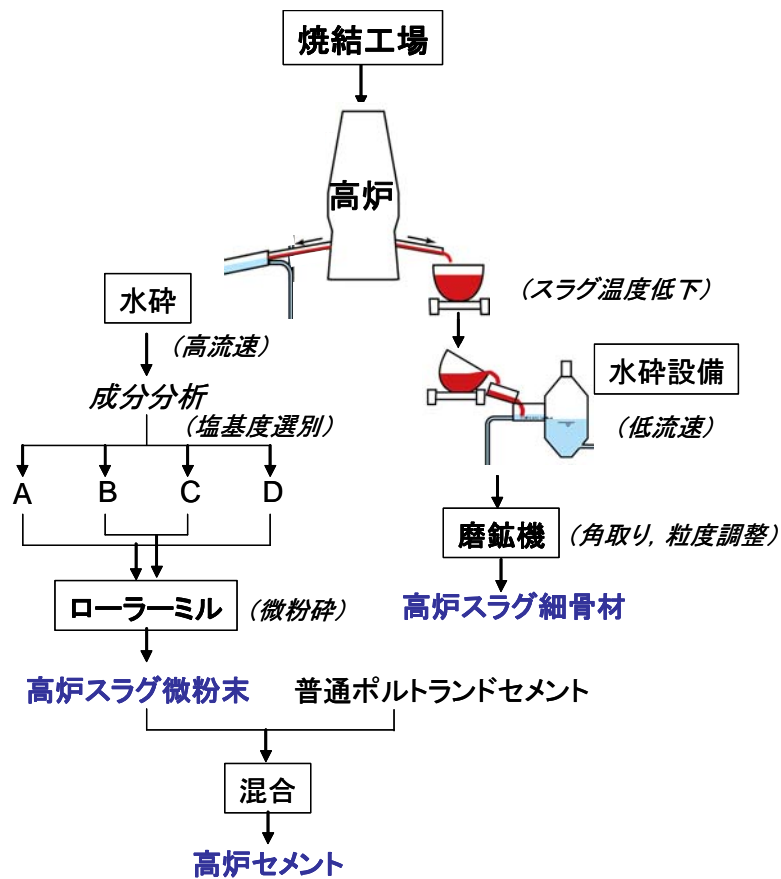 焼結工場
高炉
水砕
(スラグ温度低下)
(高流速)
水砕設備
成分分析
(塩基度選別)
(低流速)
A B C D
磨鉱機
(角取り, 粒度調整)
ローラーミル
(微粉砕)
高炉スラグ細骨材
高炉スラグ微粉末
普通ポルトランドセメント
混合
高炉セメント